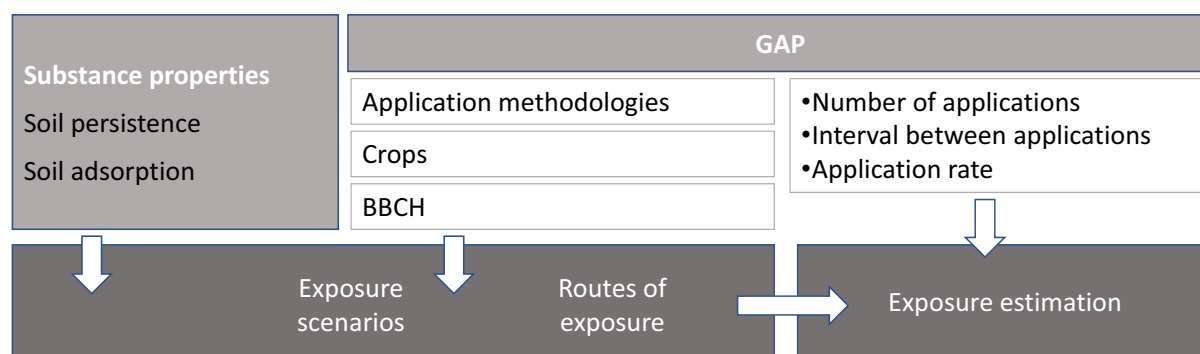 Substance properties
Soil persistence
Soil adsorption
GAP
Application methodologies
Crops
BBCH
•Number of applications
•Interval between applications
•Application rate
Exposure
scenarios
Routes of
exposure
Exposure estimation